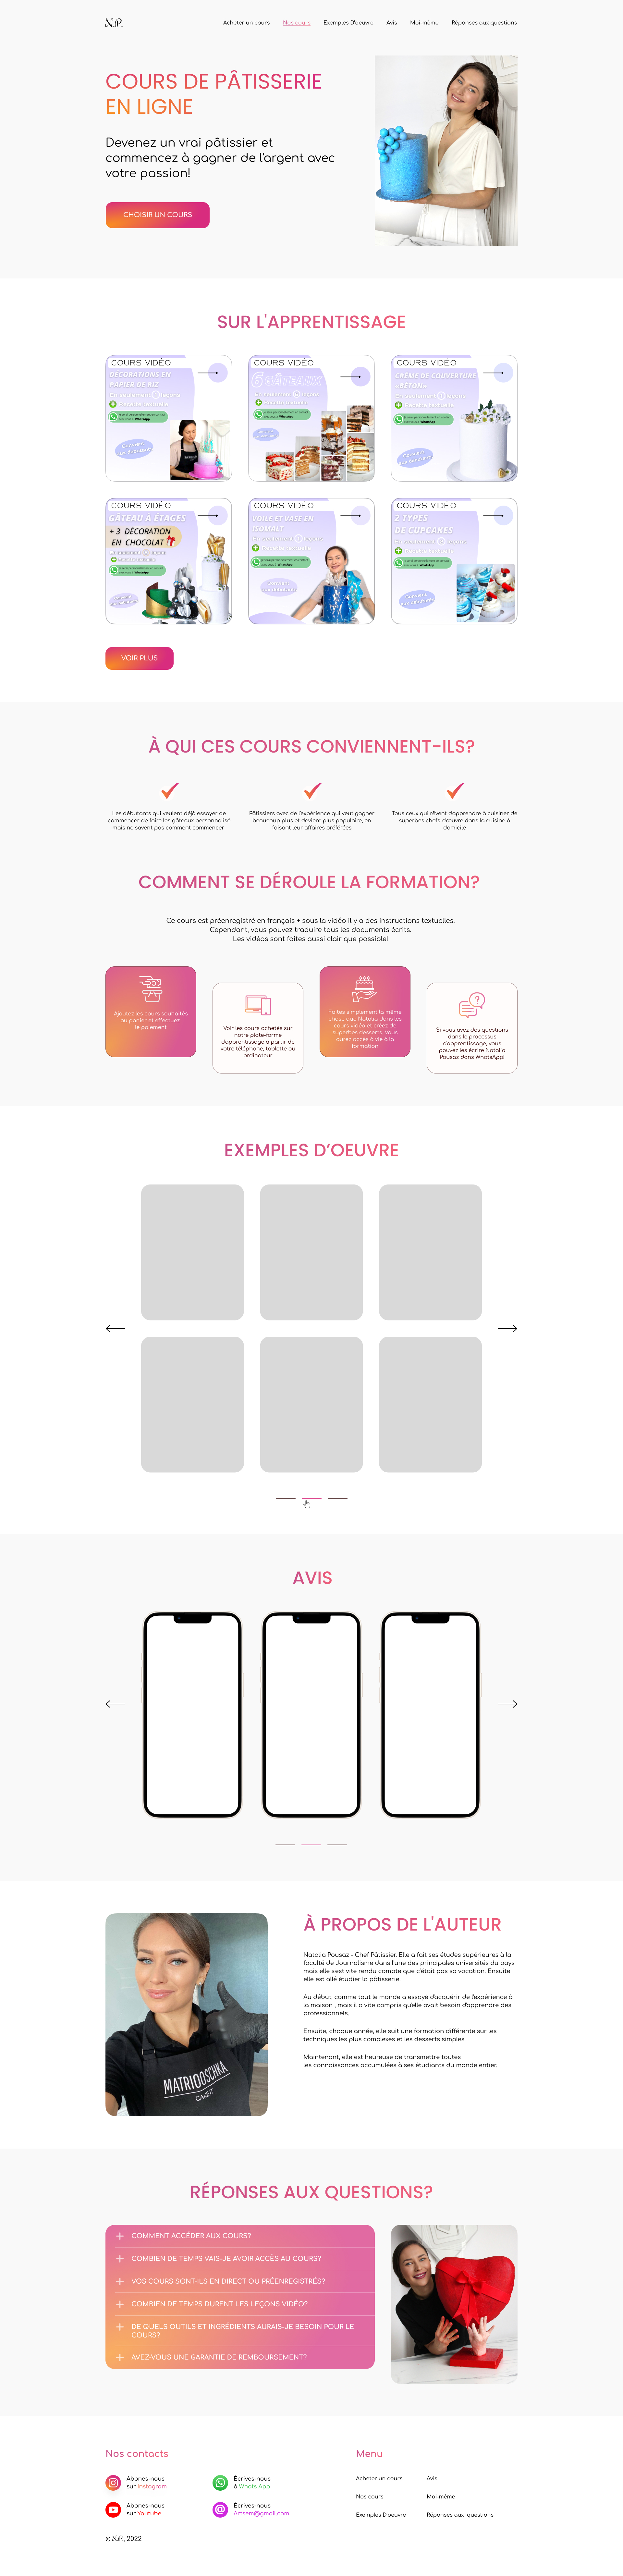 N.P.
Acheter un cours
Nos cours
Exemples D'oeuvre
Avis
Moi-même
Réponses aux questions
COURS DE PÂTISSERIE
EN LIGNE
Devenez un vrai pâtissier et
commencez à gagner de l'argent avec
votre passion!
CHOISIR UN COURS
SUR L'APPRENTISSAGE
COURS VIDÉO
DÉCORATIONS EN
PAPIER DE RIZ
WhatsApp
COURS VIDÉO
6 GÂTEAUX
WhatsApp
COURS VIDÉO
CRÈME DE COUVERTURE
«BÉTON»
WhatsApp
COURS VIDÉO
GÂTEAU À ÉTAGES
+ 3 DÉCORATION
EN CHOCOLAT
WhatsApp
COURS VIDÉO
VOILE ET VASE EN
ISOMALT
WhatsApp
COURS VIDÉO
2 TYPES
DE CUPCAKES
WhatsApp
VOIR PLUS
À QUI CES COURS CONVIENNENT-ILS?
Les débutants qui veulent déjà essayer de
commencer de faire les gâteaux personnalisé
mais ne savent pas comment commencer
Pâtissiers avec de l'expérience qui veut gagner
beaucoup plus et devient plus populaire, en
faisant leur affaires préférées
Tous ceux qui rêvent d'apprendre à cuisiner de
superbes chefs-d'œuvre dans la cuisine à
domicile
COMMENT SE DÉROULE LA FORMATION?
Ce cours est préenregistré en français + sous la vidéo il y a des instructions textuelles.
Cependant, vous pouvez traduire tous les documents écrits.
Les vidéos sont faites aussi clair que possible!
Ajoutez les cours souhaités
au panier et effectuez
le paiement
Voir les cours achetés sur
notre plate-forme
d'apprentissage à partir de
votre téléphone, tablette ou
ordinateur
Faites simplement la même
chose que Natalia dans les
cours vidéo et créez de
superbes desserts. Vous
aurez accès à vie à la
formation
Si vous avez des questions
dans le processus
d'apprentissage, vous
pouvez les écrire Natalia
Pousaz dans WhatsApp!
EXEMPLES D'OEUVRE
AVIS
À PROPOS DE L'AUTEUR
Natalia Pousaz - Chef Pâtissier. Elle a fait ses études supérieures à la
faculté de Journalisme dans l'une des principales universités du pays
mais elle s'est vite rendu compte que c'était pas sa vocation. Ensuite
elle est allé étudier la pâtisserie.
Au début, comme tout le monde a essayé d'acquérir de l'expérience à
la maison , mais il a vite compris qu'elle avait besoin d'apprendre des
professionnels.
Ensuite, chaque année, elle suit une formation différente sur les
techniques les plus complexes et les desserts simples.
Maintenant, elle est heureuse de transmettre toutes
les connaissances accumulées à ses étudiants du monde entier.
MATRIOOSCHKA
CAKE IT
RÉPONSES AUX QUESTIONS?
COMMENT ACCÉDER AUX COURS?
COMBIEN DE TEMPS VAIS-JE AVOIR ACCÈS AU COURS?
VOS COURS SONT-ILS EN DIRECT OU PRÉENREGISTRÉS?
COMBIEN DE TEMPS DURENT LES LEÇONS VIDÉO?
DE QUELS OUTILS ET INGRÉDIENTS AURAIS-JE BESOIN POUR LE
COURS?
AVEZ-VOUS UNE GARANTIE DE REMBOURSEMENT?
Nos contacts
Abones-nous
sur Instagram
Écrives-nous
à Whats App
Abones-nous
sur Youtube
Écrives-nous
Artsem@gmail.com
© N.P., 2022
Menu
Acheter un cours
Avis
Nos cours
Moi-même
Exemples D'oeuvre
Réponses aux questions